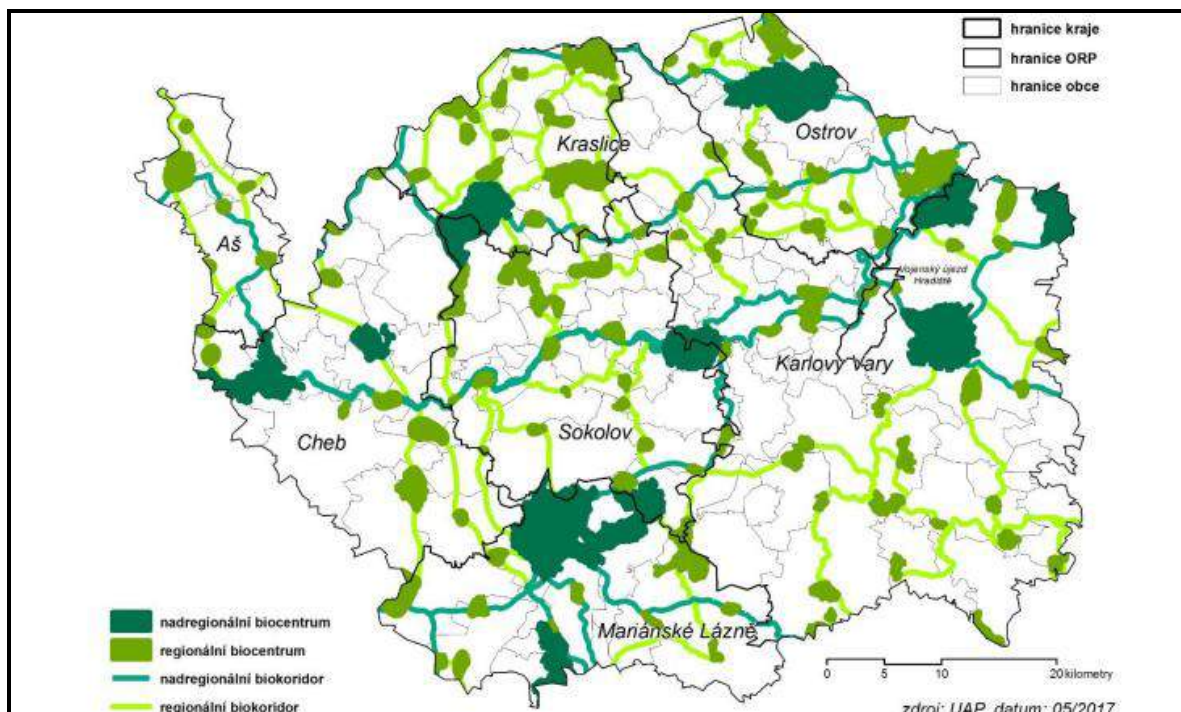 hranice kraje
hranice ORP
hranice obce
Kraslice
Ostrov
Aš
Vojenský újezd
Hradiště
Karlovy Vary
Cheb
Sokolov
Mariánské Lázně
nadregionální biocentrum
regionální biocentrum
nadregionální biokoridor
regionální biokoridor
0 5 10 20 kilometry
zdroj: ÚAP, datum: 05/2017